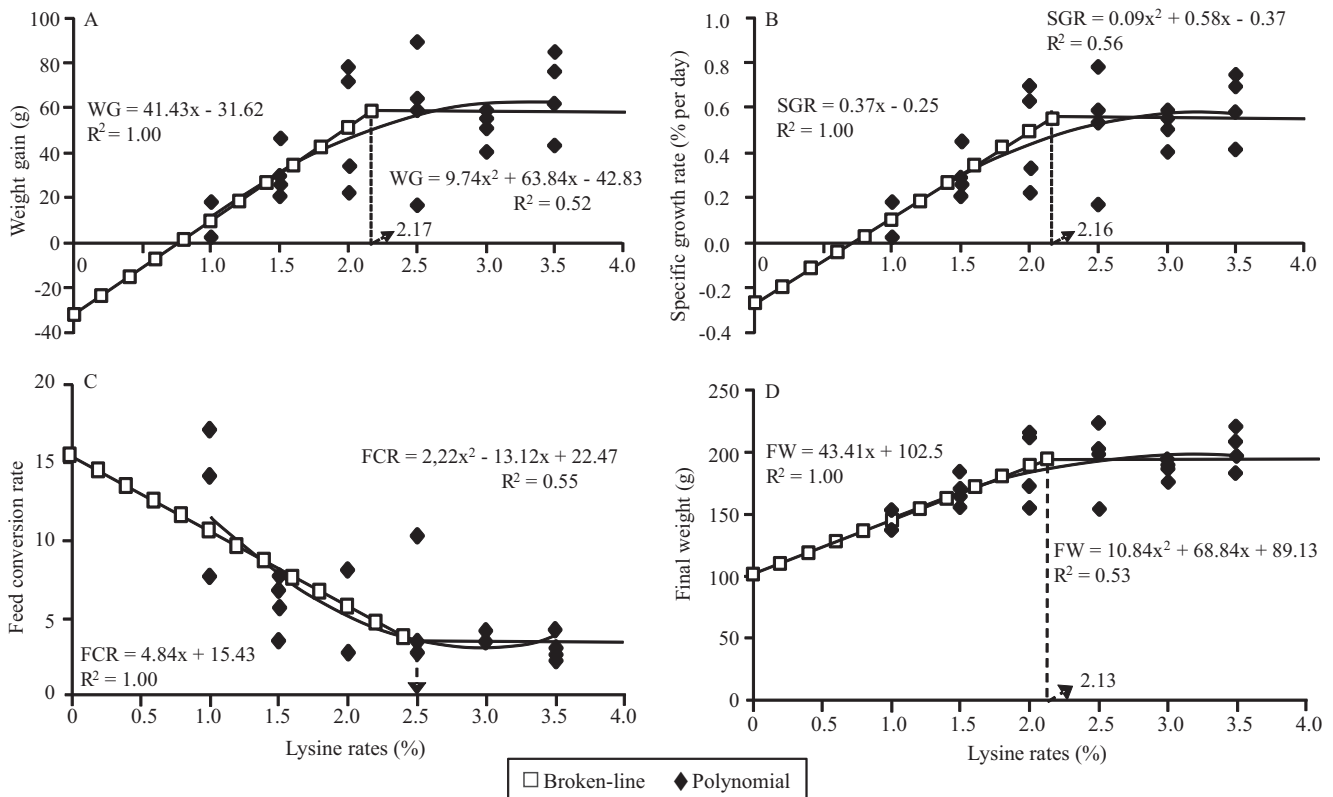 A
Weight gain (g)
100
80
60
40
20
0
-20
-40
WG = 41.43x - 31.62
R² = 1.00
WG = 9.74x² + 63.84x - 42.83
R² = 0.52
2.17
0 1.0 1.5 2.0 2.5 3.0 3.5 4.0
B
Specific growth rate (% per day)
1.0
0.8
0.6
0.4
0.2
0.0
-0.2
-0.4
SGR = 0.09x² + 0.58x - 0.37
R² = 0.56
SGR = 0.37x - 0.25
R² = 1.00
2.16
0 1.0 1.5 2.0 2.5 3.0 3.5 4.0
C
Feed conversion rate
20
15
10
5
0
FCR = 2,22x² - 13.12x + 22.47
R² = 0.55
FCR = 4.84x + 15.43
R² = 1.00
0 0.5 1.0 1.5 2.0 2.5 3.0 3.5 4.0
Lysine rates (%)
D
Final weight (g)
250
200
150
100
50
0
FW = 43.41x + 102.5
R² = 1.00
FW = 10.84x² + 68.84x + 89.13
R² = 0.53
2.13
0 0.5 1.0 1.5 2.0 2.5 3.0 3.5 4.0
Lysine rates (%)
Broken-line Polynomial